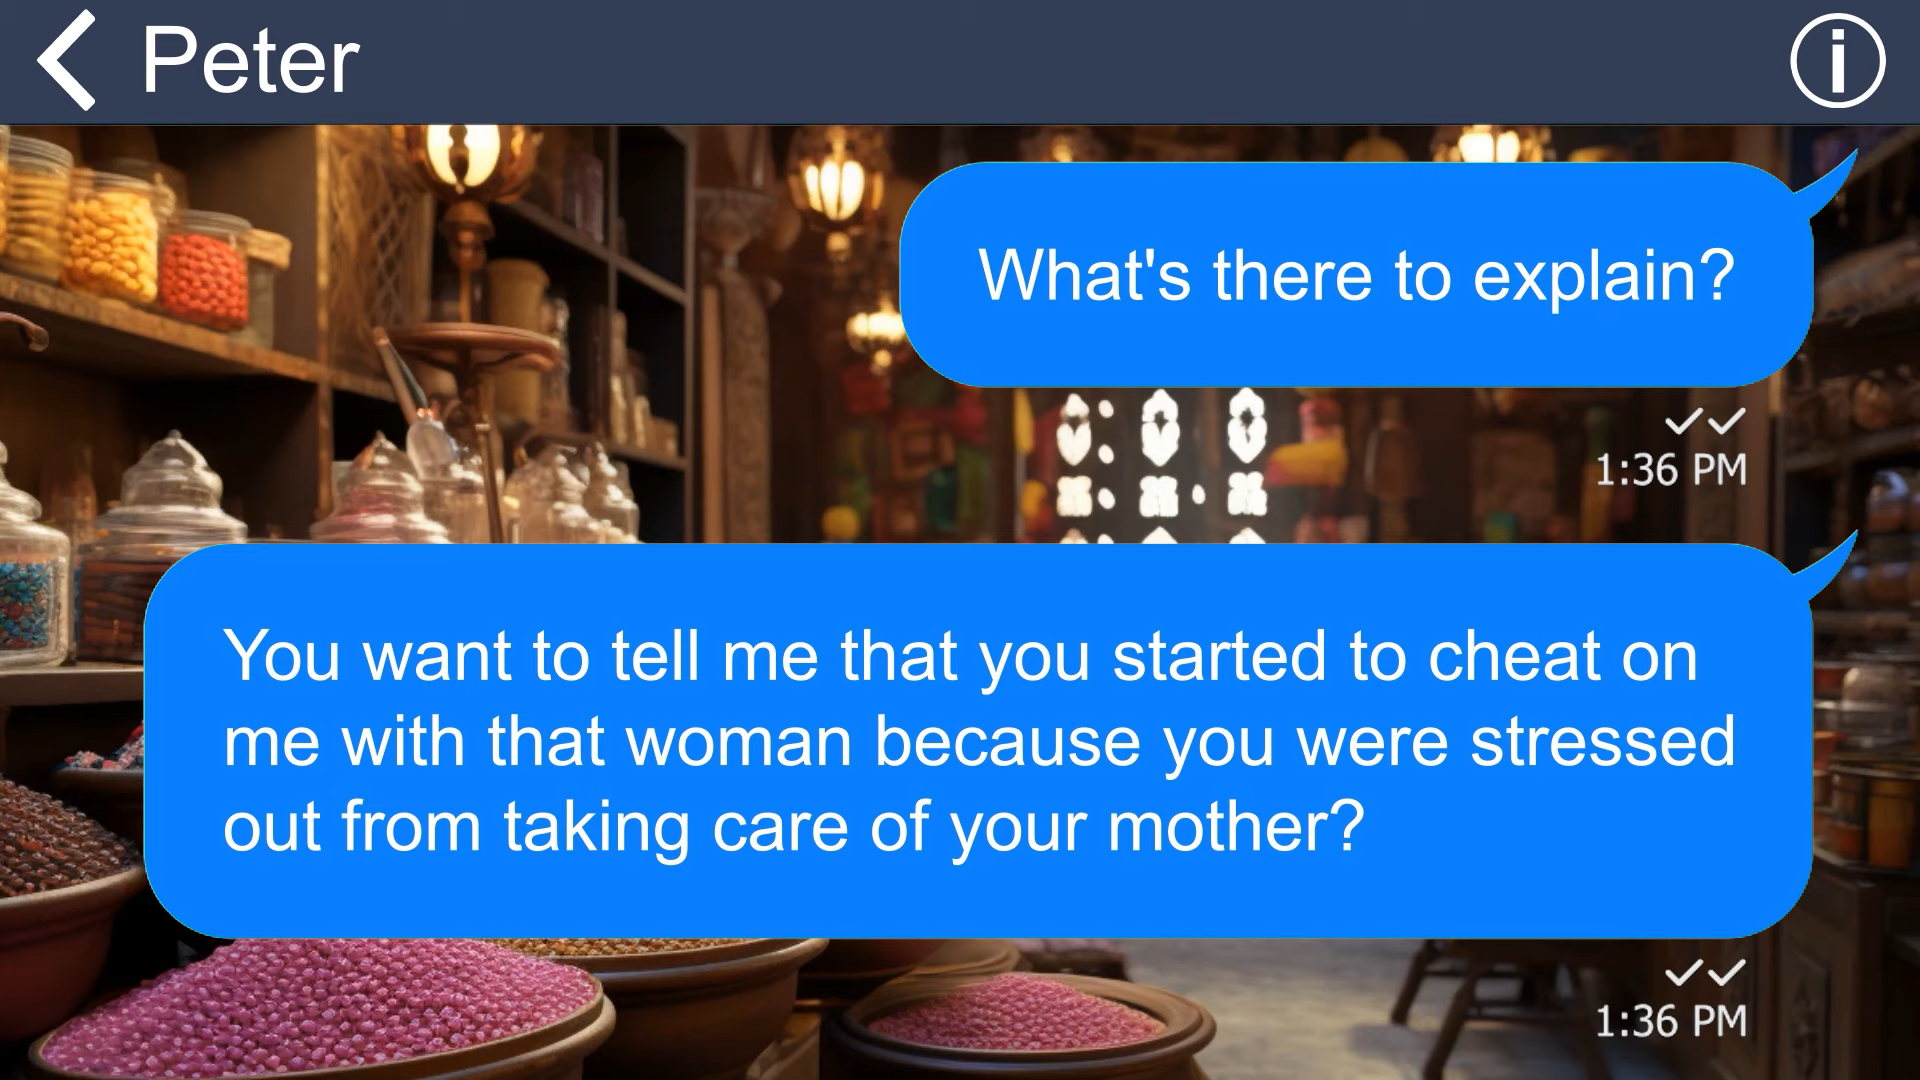 Peter
What's there to explain?
1:36 PM
You want to tell me that you started to cheat on
me with that woman because you were stressed
out from taking care of your mother?
1:36 PM